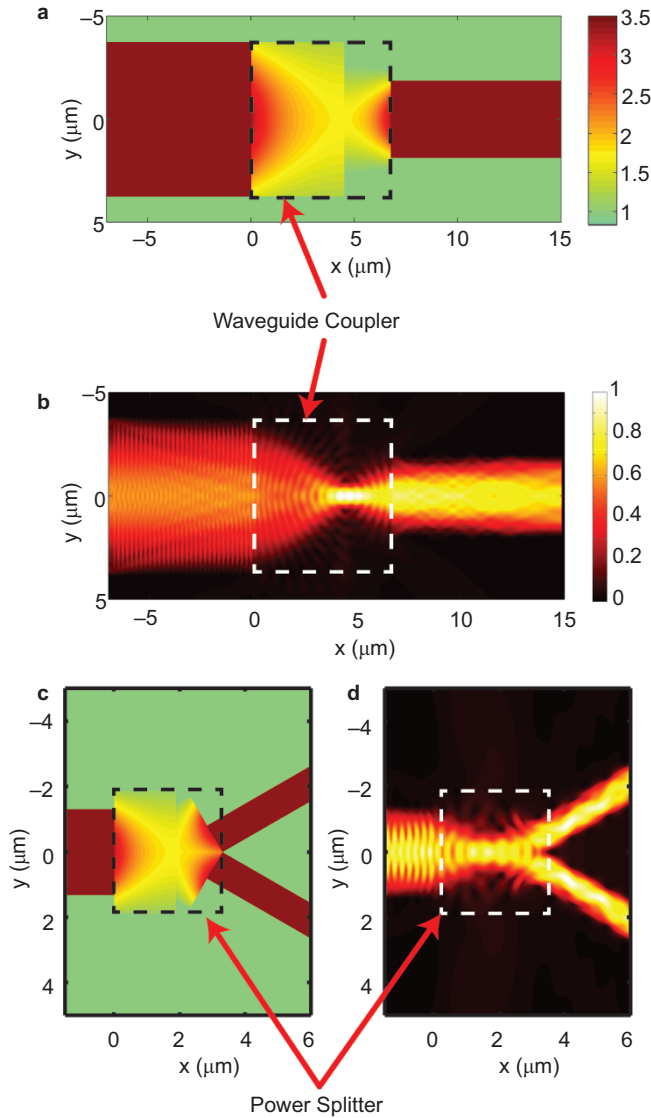 a
–5
0
5
y (μm)
–5 0 5 10 15
x (μm)
3.5
3
2.5
2
1.5
1
Waveguide Coupler
b
–5
0
5
y (μm)
–5 0 5 10 15
x (μm)
1
0.8
0.6
0.4
0.2
0
c
–4
–2
0
2
4
y (μm)
0 2 4 6
x (μm)
d
–4
–2
0
2
4
y (μm)
0 2 4 6
x (μm)
Power Splitter